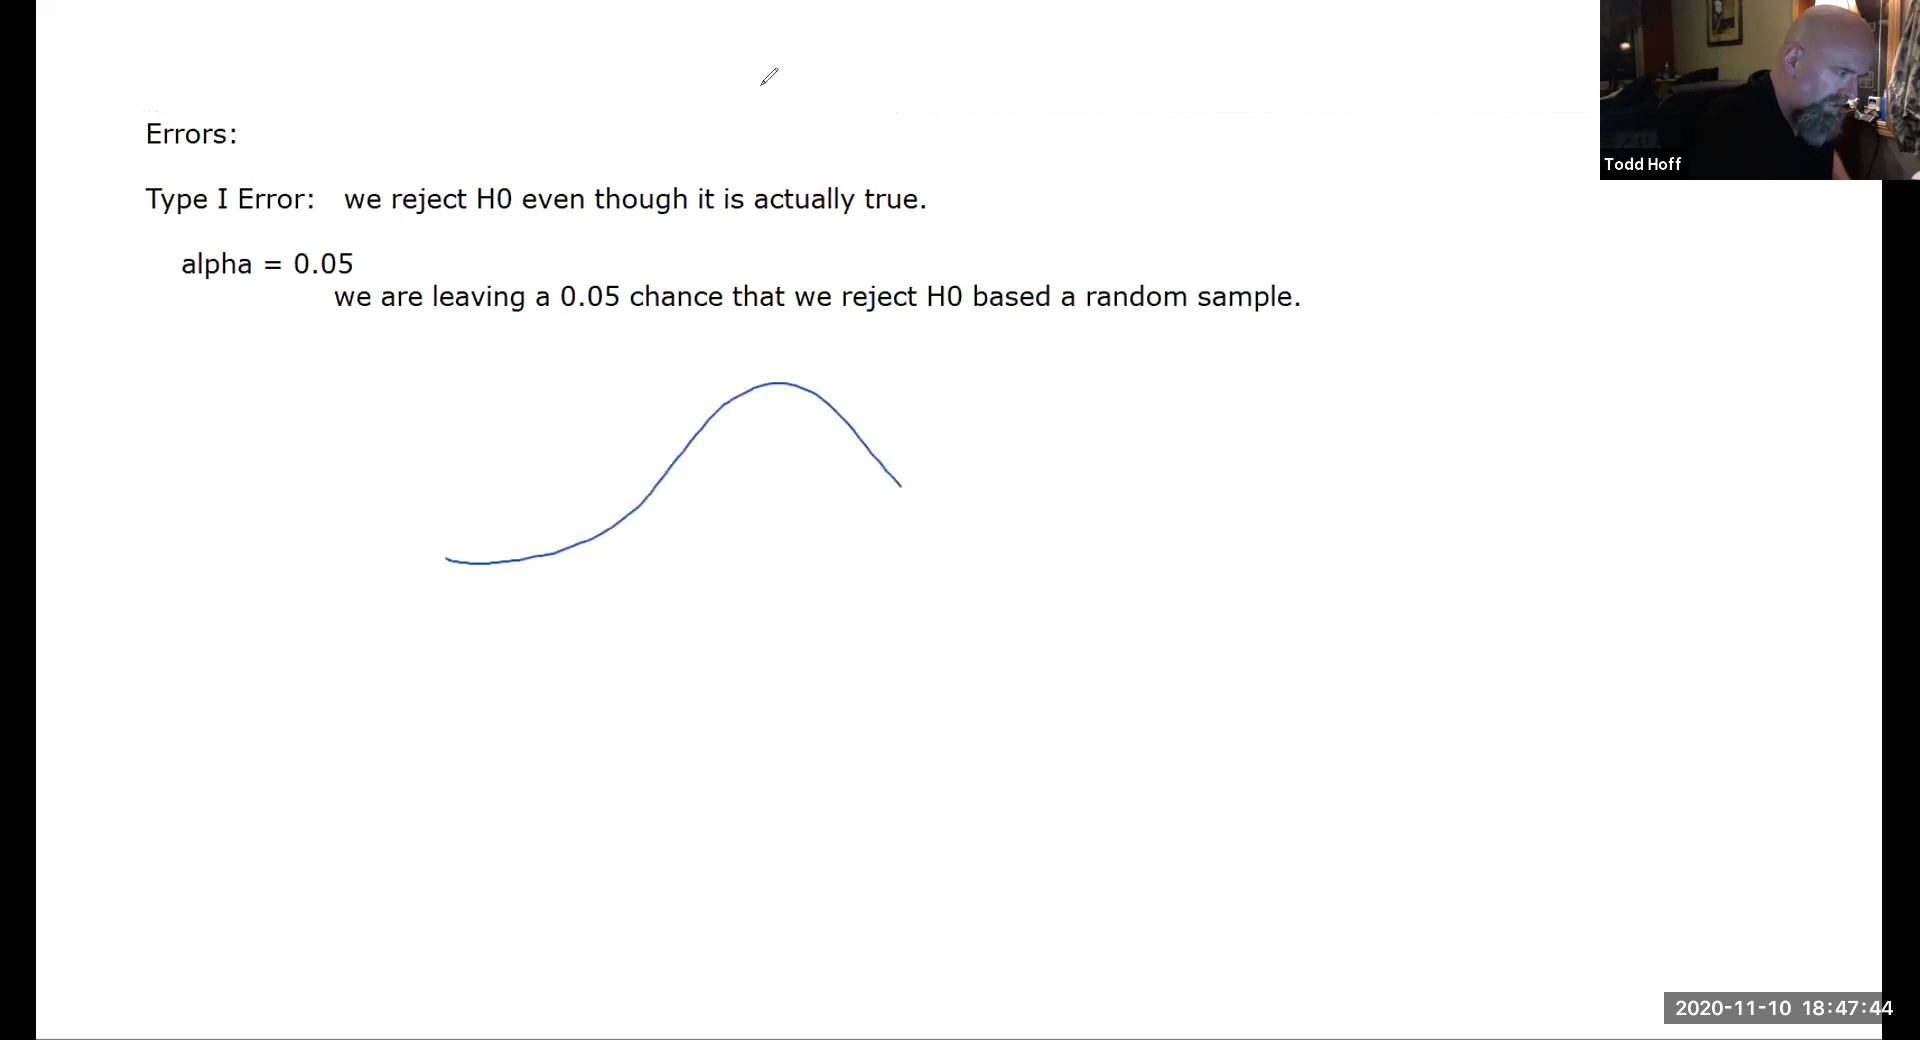 Errors:
Type I Error: we reject H0 even though it is actually true.
alpha = 0.05
we are leaving a 0.05 chance that we reject H0 based a random sample.
Todd Hoff
2020-11-10 18:47:44